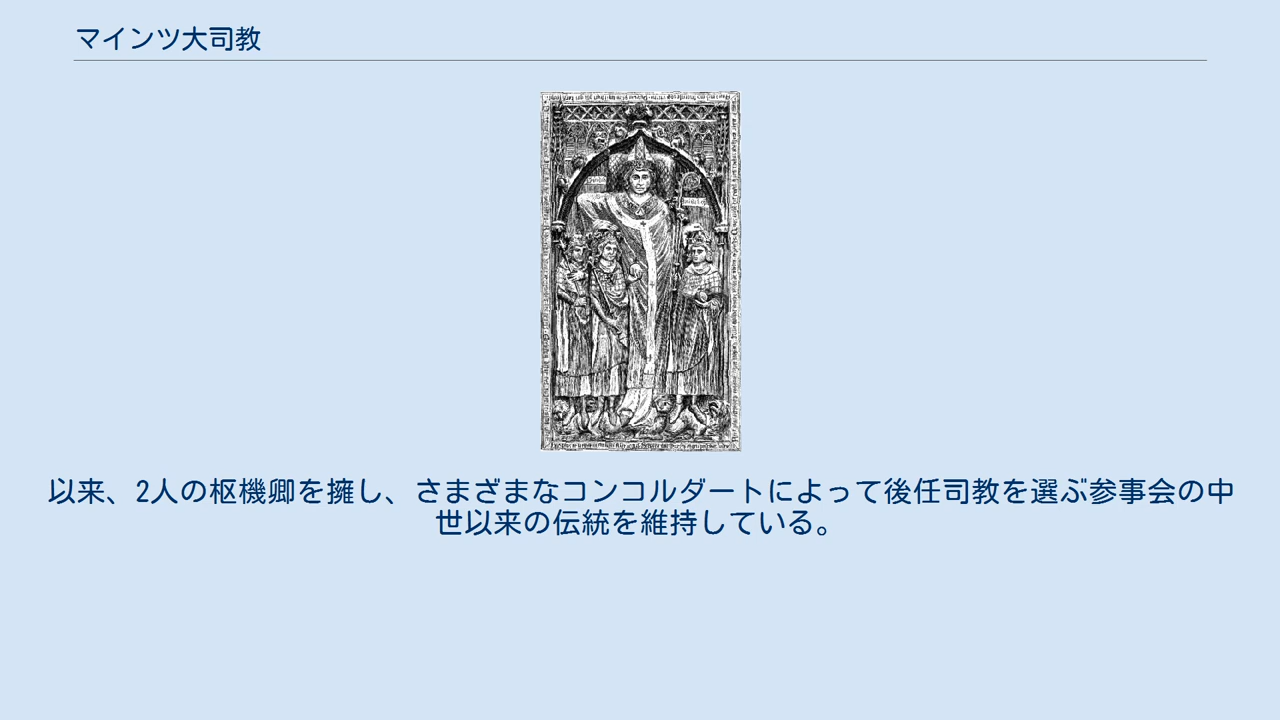 マインツ大司教
以来、2人の枢機卿を擁し、さまざまなコンコルダートによって後任司教を選ぶ参事会の中
世以来の伝統を維持している。